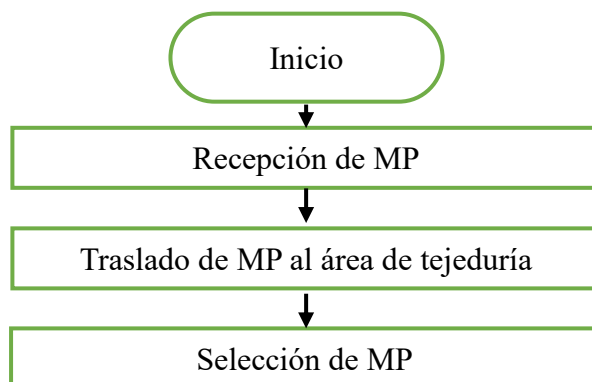 Inicio
Recepción de MP
Traslado de MP al área de tejeduría
Selección de MP